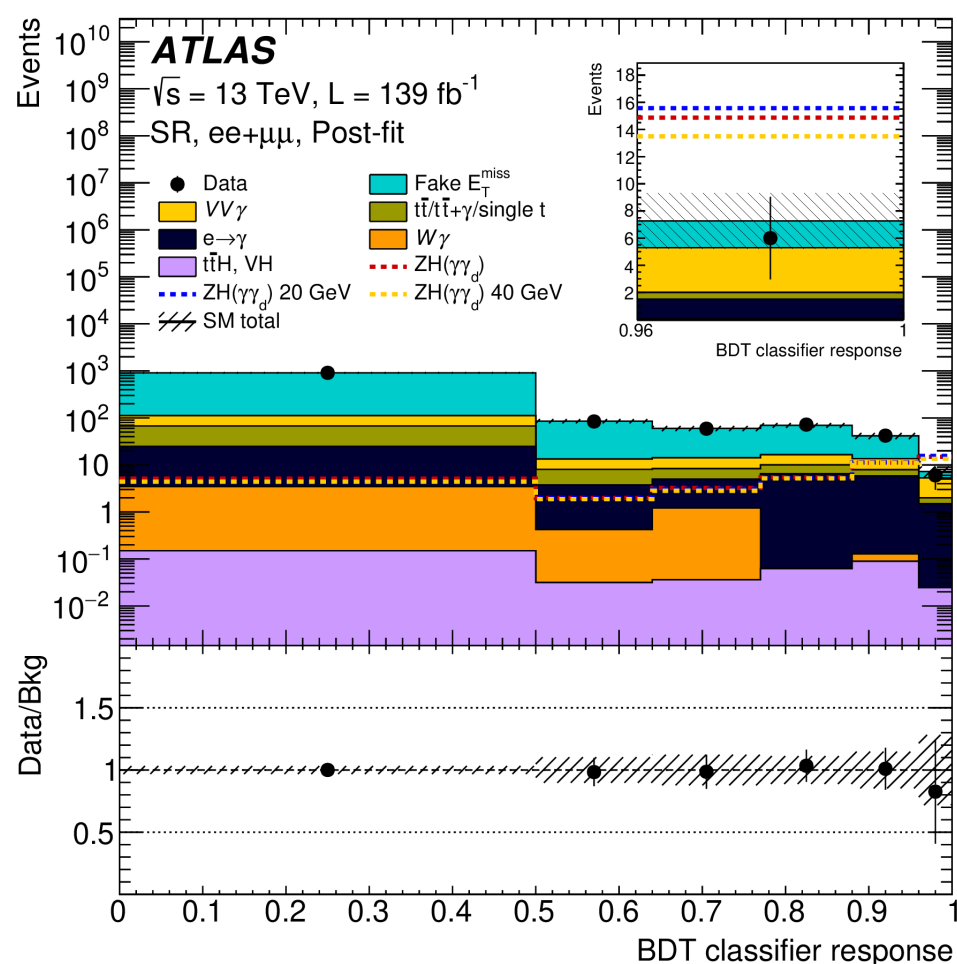 ATLAS
√s = 13 TeV, L = 139 fb⁻¹
SR, ee+μμ, Post-fit
Data
Fake E_T^miss
VVγ
tt̄/tt̄+γ/single t
e→γ
Wγ
tt̄H, VH
ZH(γγ_d)
ZH(γγ_d) 20 GeV
ZH(γγ_d) 40 GeV
SM total
Events
10¹⁰
10⁹
10⁸
10⁷
10⁶
10⁵
10⁴
10³
10²
10
1
10⁻¹
10⁻²
Events
18
16
14
12
10
8
6
4
2
0.96 1
BDT classifier response
Data/Bkg
1.5
1
0.5
0 0.1 0.2 0.3 0.4 0.5 0.6 0.7 0.8 0.9 1
BDT classifier response